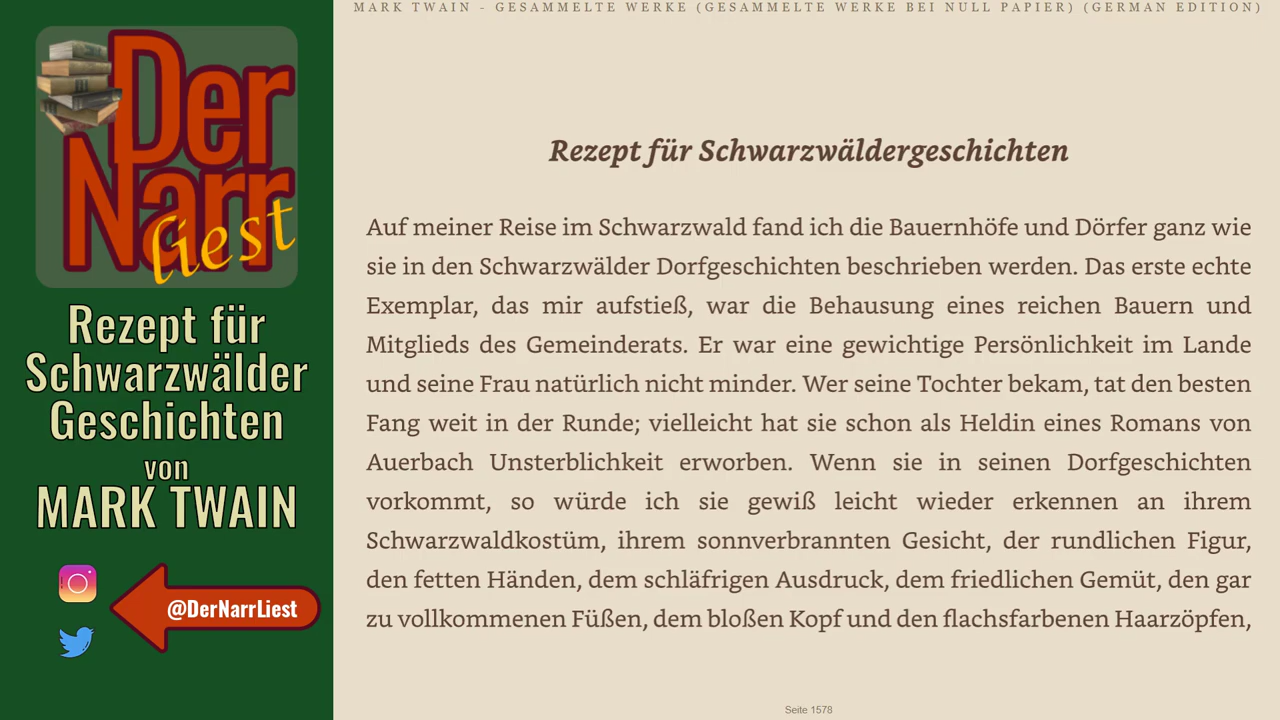 Der
Narr
liest
Rezept für
Schwarzwälder
Geschichten
von
MARK TWAIN
@DerNarrLiest
MARK TWAIN - GESAMMELTE WERKE (GESAMMELTE WERKE BEI NULL PAPIER) (GERMAN EDITION)
Rezept für Schwarzwäldergeschichten
Auf meiner Reise im Schwarzwald fand ich die Bauernhöfe und Dörfer ganz wie
sie in den Schwarzwälder Dorfgeschichten beschrieben werden. Das erste echte
Exemplar, das mir aufstieß, war die Behausung eines reichen Bauern und
Mitglieds des Gemeinderats. Er war eine gewichtige Persönlichkeit im Lande
und seine Frau natürlich nicht minder. Wer seine Tochter bekam, tat den besten
Fang weit in der Runde; vielleicht hat sie schon als Heldin eines Romans von
Auerbach Unsterblichkeit erworben. Wenn sie in seinen Dorfgeschichten
vorkommt, so würde ich sie gewiß leicht wieder erkennen an ihrem
Schwarzwaldkostüm, ihrem sonnverbrannten Gesicht, der rundlichen Figur,
den fetten Händen, dem schläfrigen Ausdruck, dem friedlichen Gemüt, den gar
zu vollkommenen Füßen, dem bloßen Kopf und den flachsfarbenen Haarzöpfen,
Seite 1578